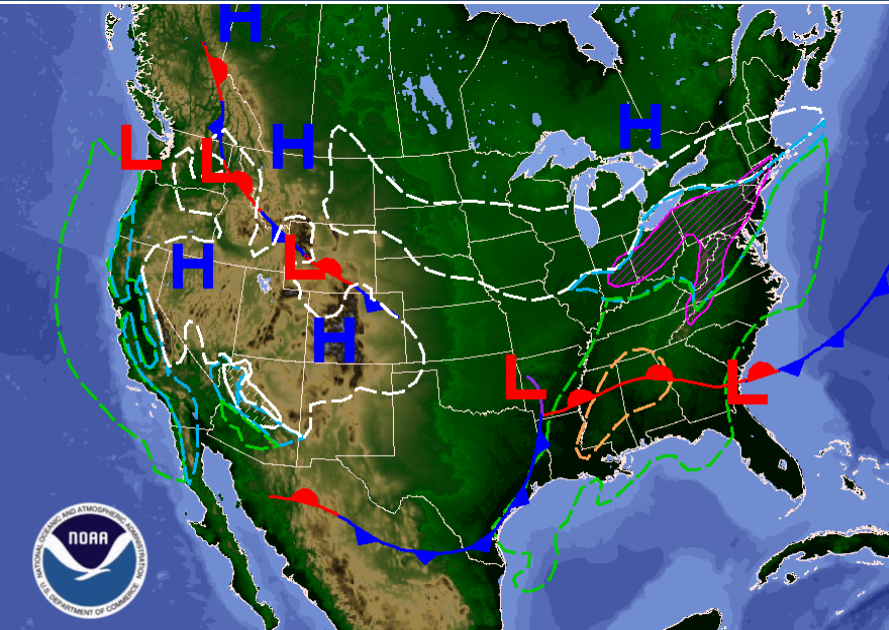 H
H
H
L
L
H
L
H
L
L
NATIONAL OCEANIC AND ATMOSPHERIC ADMINISTRATION
NOAA
U.S. DEPARTMENT OF COMMERCE